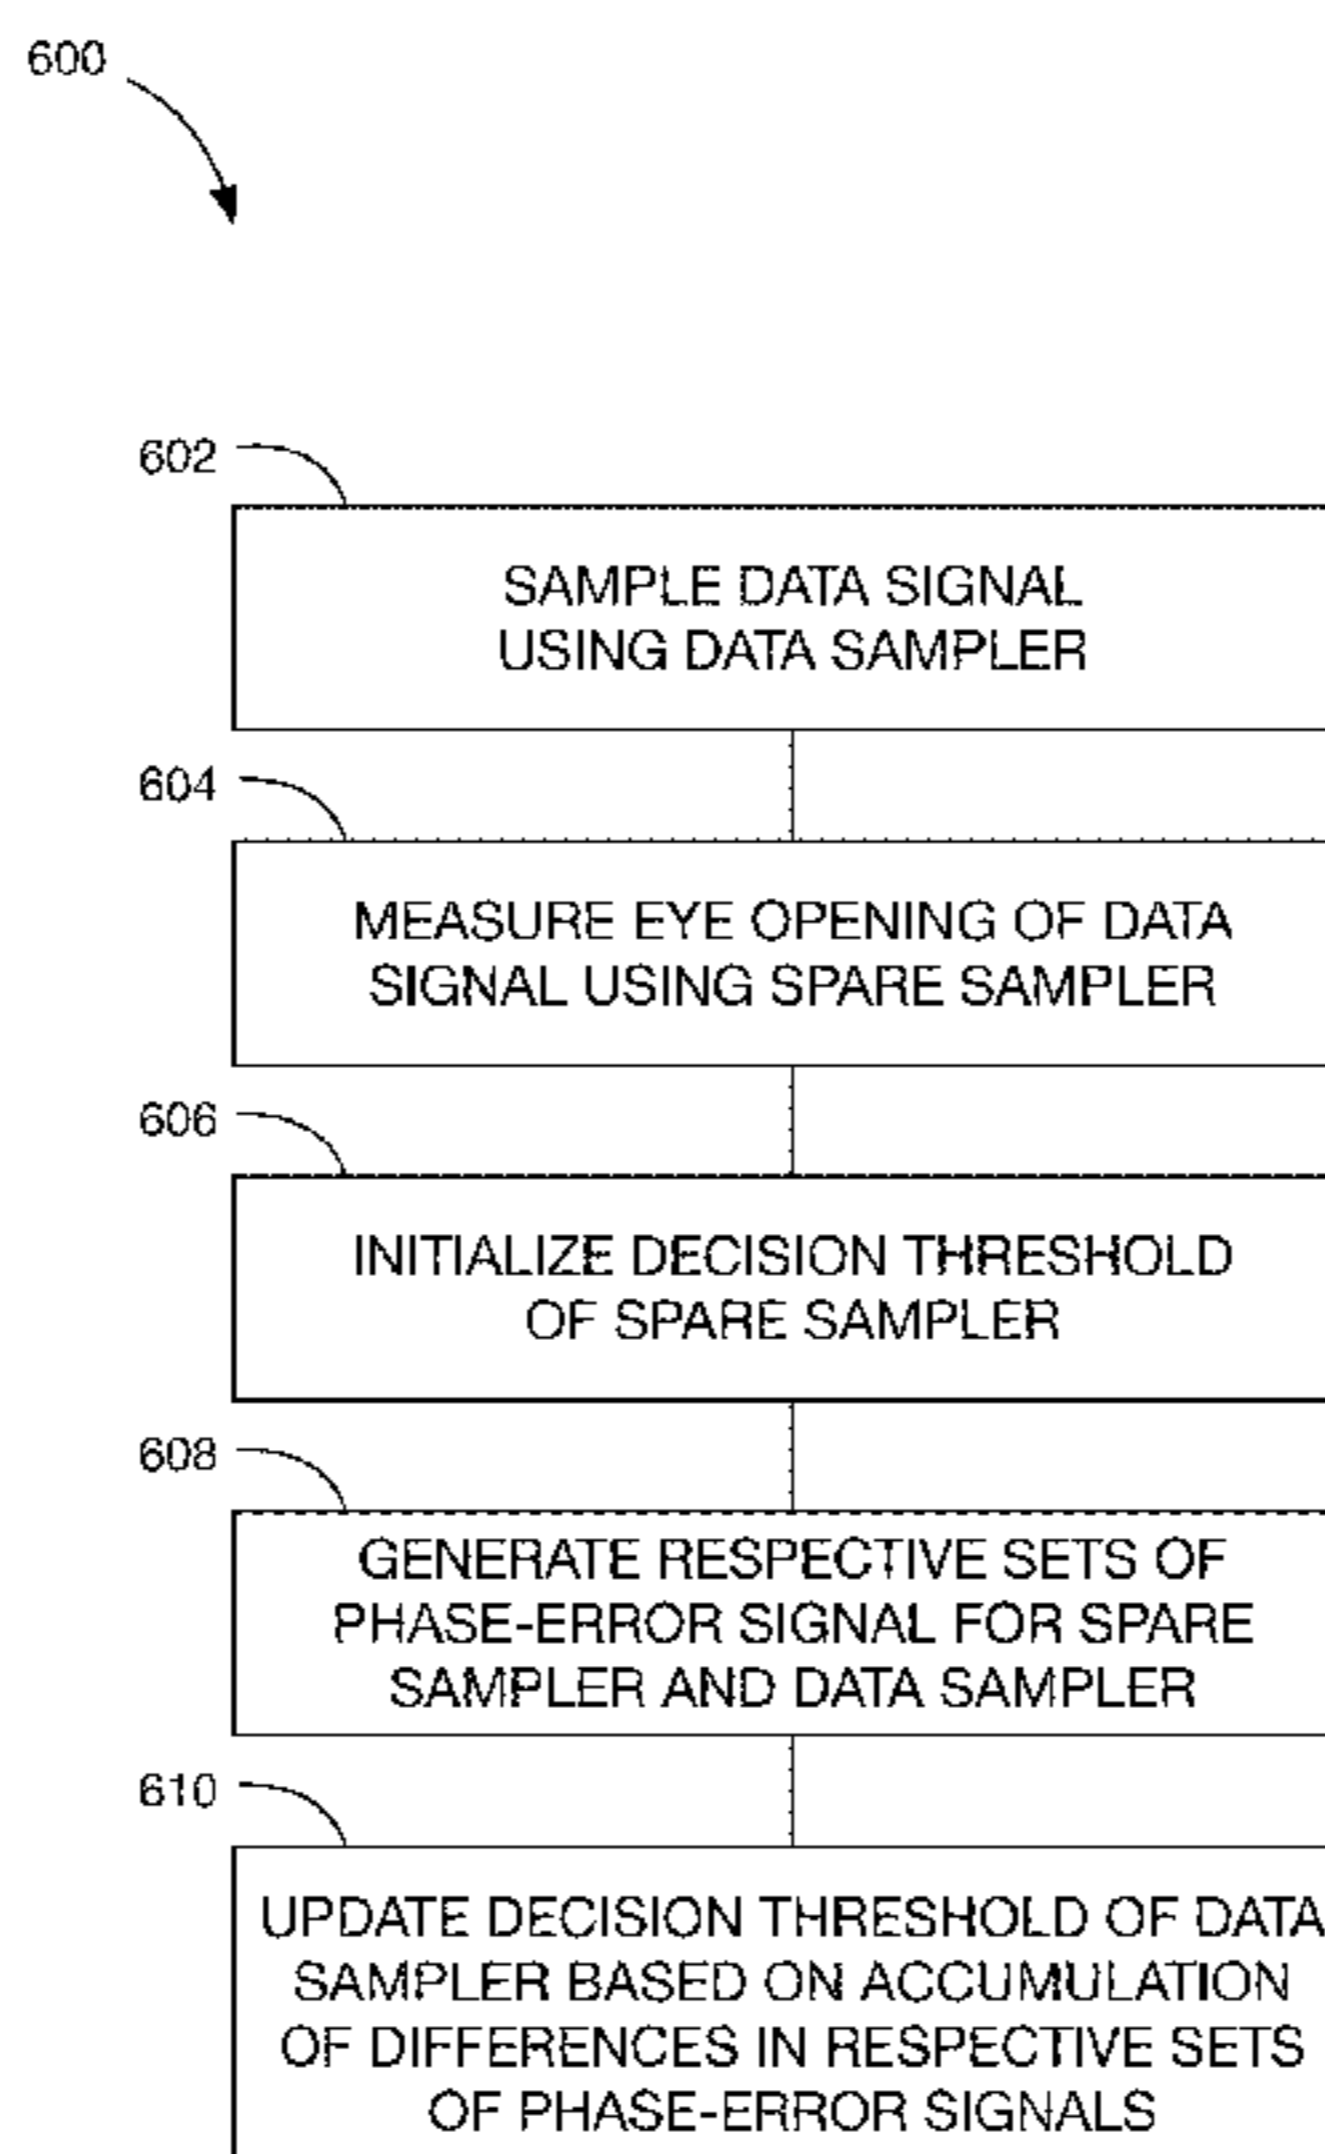 600
602
SAMPLE DATA SIGNAL
USING DATA SAMPLER
604
MEASURE EYE OPENING OF DATA
SIGNAL USING SPARE SAMPLER
606
INITIALIZE DECISION THRESHOLD
OF SPARE SAMPLER
608
GENERATE RESPECTIVE SETS OF
PHASE-ERROR SIGNAL FOR SPARE
SAMPLER AND DATA SAMPLER
610
UPDATE DECISION THRESHOLD OF DATA
SAMPLER BASED ON ACCUMULATION
OF DIFFERENCES IN RESPECTIVE SETS
OF PHASE-ERROR SIGNALS